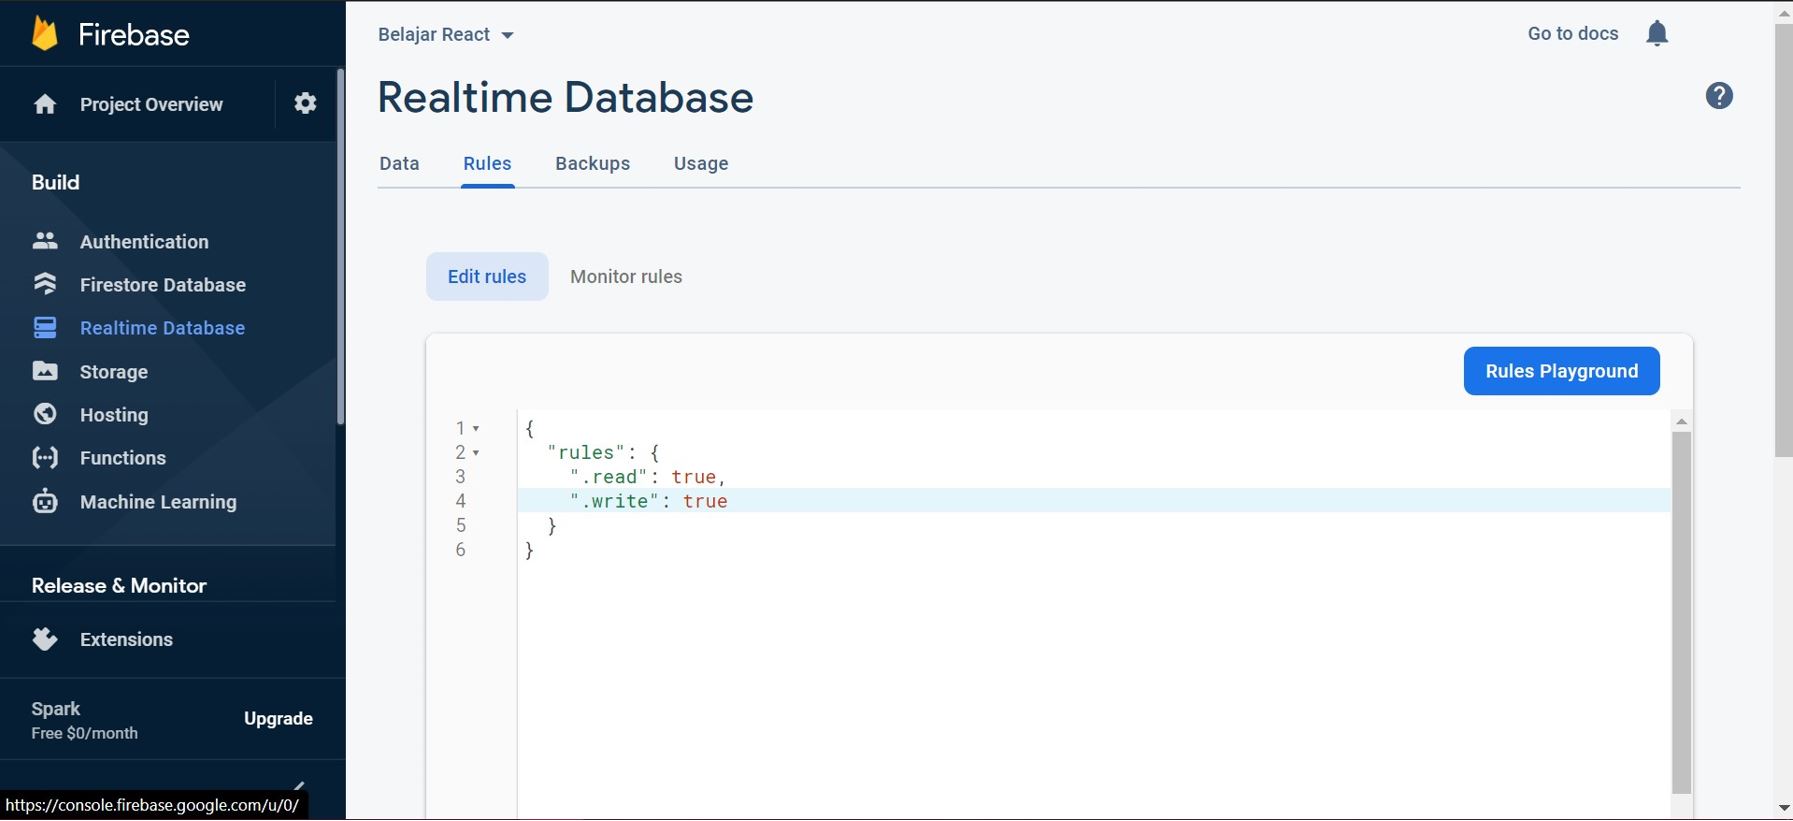 Firebase
Project Overview
Build
Authentication
Firestore Database
Realtime Database
Storage
Hosting
Functions
Machine Learning
Release & Monitor
Extensions
Spark
Free $0/month
Upgrade
https://console.firebase.google.com/u/0/
Belajar React
Go to docs
Realtime Database
?
Data Rules Backups Usage
Edit rules Monitor rules
Rules Playground
1 {
2 "rules": {
3 ".read": true,
4 ".write": true
5 }
6 }